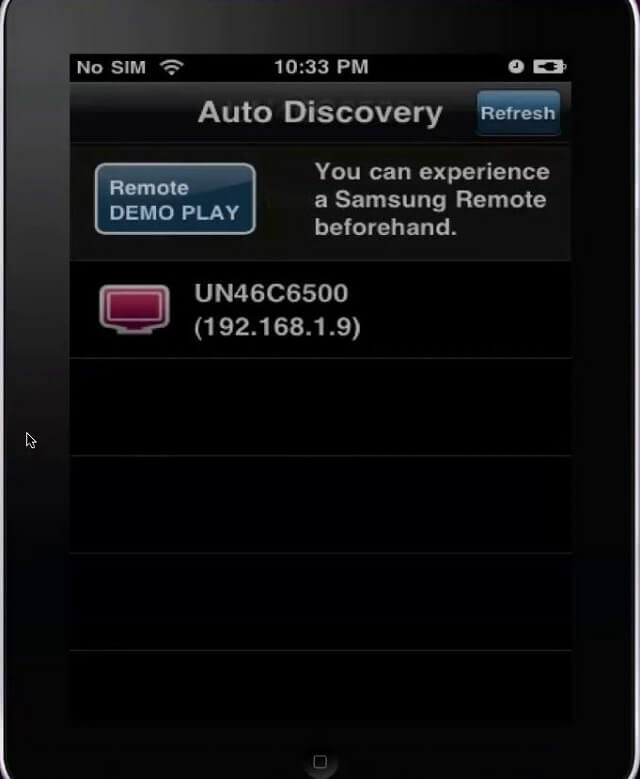 No SIM 10:33 PM
Auto Discovery Refresh
Remote
DEMO PLAY
You can experience
a Samsung Remote
beforehand.
UN46C6500
(192.168.1.9)